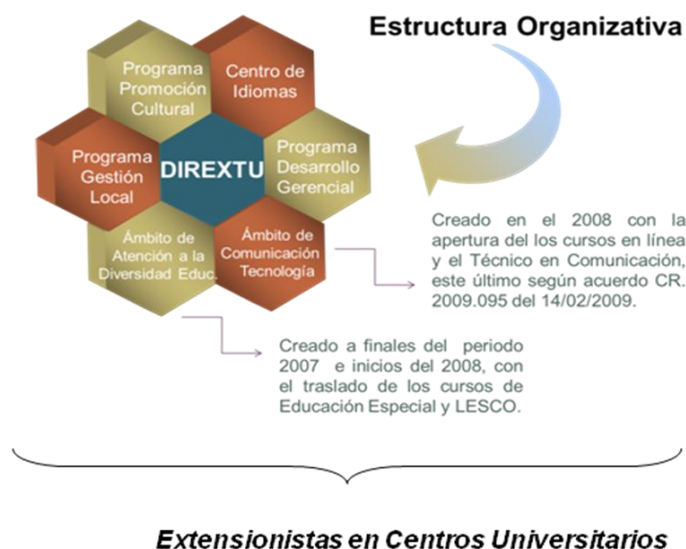 Estructura Organizativa
Programa
Promoción
Cultural
Centro de
Idiomas
Programa
Gestión
Local
DIREXTU
Programa
Desarrollo
Gerencial
Ámbito de
Atención a la
Diversidad Educ.
Ámbito de
Comunicación
Tecnología
Creado en el 2008 con la
apertura del los cursos en línea
y el Técnico en Comunicación,
este último según acuerdo CR.
2009.095 del 14/02/2009.
Creado a finales del periodo
2007 e inicios del 2008, con
el traslado de los cursos de
Educación Especial y LESCO.
Extensionistas en Centros Universitarios